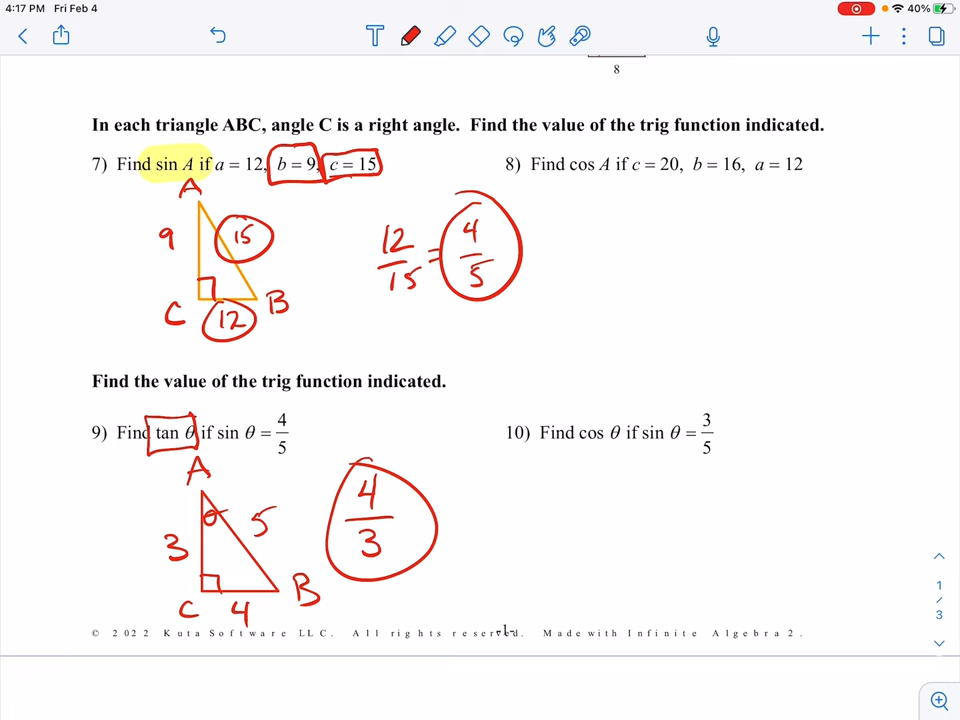 4:17 PM Fri Feb 4
40%
T
8
In each triangle ABC, angle C is a right angle. Find the value of the trig function indicated.
7) Find sin A if a = 12, b = 9, c = 15
8) Find cos A if c = 20, b = 16, a = 12
A
9
15
C
12
B
12/15 = 4/5
Find the value of the trig function indicated.
9) Find tan θ if sin θ = 4/5
10) Find cos θ if sin θ = 3/5
A
θ
3
5
C
4
B
4/3
© 2022 Kuta Software LLC. All rights reserved. Made with Infinite Algebra 2.
-1-
1
/
3